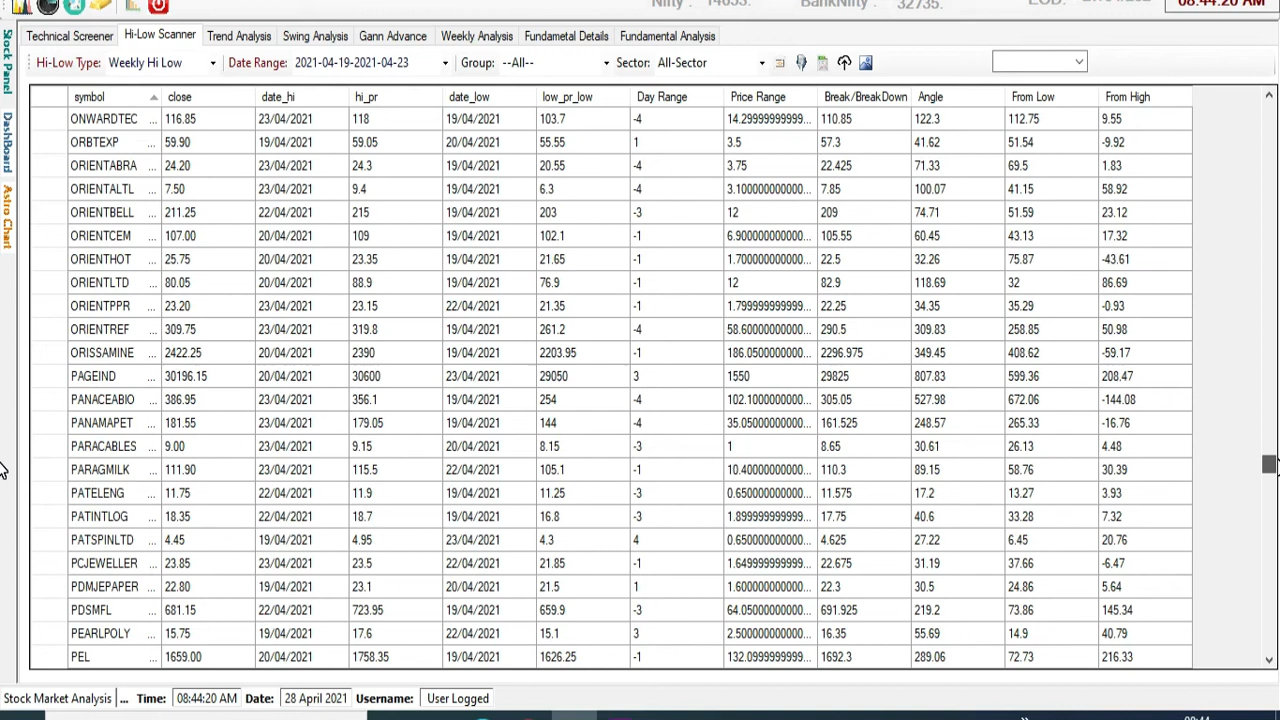 Technical Screener Hi-Low Scanner Trend Analysis Swing Analysis Gann Advance Weekly Analysis Fundametal Details Fundamental Analysis
Hi-Low Type: Weekly Hi Low Date Range: 2021-04-19-2021-04-23 Group: --All-- Sector: All-Sector
Stock Panel
DashBoard
Astro Chart
symbol close date_hi hi_pr date_low low_pr_low Day Range Price Range Break/BreakDown Angle From Low From High
ONWARDTEC ... 116.85 23/04/2021 118 19/04/2021 103.7 -4 14.29999999999... 110.85 122.3 112.75 9.55
ORBTEXP ... 59.90 19/04/2021 59.05 20/04/2021 55.55 1 3.5 57.3 41.62 51.54 -9.92
ORIENTABRA ... 24.20 23/04/2021 24.3 19/04/2021 20.55 -4 3.75 22.425 71.33 69.5 1.83
ORIENTALTL ... 7.50 23/04/2021 9.4 19/04/2021 6.3 -4 3.100000000000... 7.85 100.07 41.15 58.92
ORIENTBELL ... 211.25 22/04/2021 215 19/04/2021 203 -3 12 209 74.71 51.59 23.12
ORIENTCEM ... 107.00 20/04/2021 109 19/04/2021 102.1 -1 6.900000000000... 105.55 60.45 43.13 17.32
ORIENTHOT ... 25.75 20/04/2021 23.35 19/04/2021 21.65 -1 1.700000000000... 22.5 32.26 75.87 -43.61
ORIENTLTD ... 80.05 20/04/2021 88.9 19/04/2021 76.9 -1 12 82.9 118.69 32 86.69
ORIENTPPR ... 23.20 23/04/2021 23.15 22/04/2021 21.35 -1 1.799999999999... 22.25 34.35 35.29 -0.93
ORIENTREF ... 309.75 23/04/2021 319.8 19/04/2021 261.2 -4 58.60000000000... 290.5 309.83 258.85 50.98
ORISSAMINE ... 2422.25 20/04/2021 2390 19/04/2021 2203.95 -1 186.0500000000... 2296.975 349.45 408.62 -59.17
PAGEIND ... 30196.15 20/04/2021 30600 23/04/2021 29050 3 1550 29825 807.83 599.36 208.47
PANACEABIO ... 386.95 23/04/2021 356.1 19/04/2021 254 -4 102.1000000000... 305.05 527.98 672.06 -144.08
PANAMAPET ... 181.55 23/04/2021 179.05 19/04/2021 144 -4 35.05000000000... 161.525 248.57 265.33 -16.76
PARACABLES ... 9.00 23/04/2021 9.15 20/04/2021 8.15 -3 1 8.65 30.61 26.13 4.48
PARAGMILK ... 111.90 23/04/2021 115.5 22/04/2021 105.1 -1 10.40000000000... 110.3 89.15 58.76 30.39
PATELENG ... 11.75 22/04/2021 11.9 19/04/2021 11.25 -3 0.650000000000... 11.575 17.2 13.27 3.93
PATINTLOG ... 18.35 22/04/2021 18.7 19/04/2021 16.8 -3 1.899999999999... 17.75 40.6 33.28 7.32
PATSPINLTD ... 4.45 19/04/2021 4.95 23/04/2021 4.3 4 0.650000000000... 4.625 27.22 6.45 20.76
PCJEWELLER ... 23.85 23/04/2021 23.5 22/04/2021 21.85 -1 1.649999999999... 22.675 31.19 37.66 -6.47
PDMJEPAPER ... 22.80 19/04/2021 23.1 20/04/2021 21.5 1 1.600000000000... 22.3 30.5 24.86 5.64
PDSMFL ... 681.15 22/04/2021 723.95 19/04/2021 659.9 -3 64.05000000000... 691.925 219.2 73.86 145.34
PEARLPOLY ... 15.75 19/04/2021 17.6 22/04/2021 15.1 3 2.500000000000... 16.35 55.69 14.9 40.79
PEL ... 1659.00 20/04/2021 1758.35 19/04/2021 1626.25 -1 132.0999999999... 1692.3 289.06 72.73 216.33
Stock Market Analysis ... Time: 08:44:20 AM Date: 28 April 2021 Username: User Logged